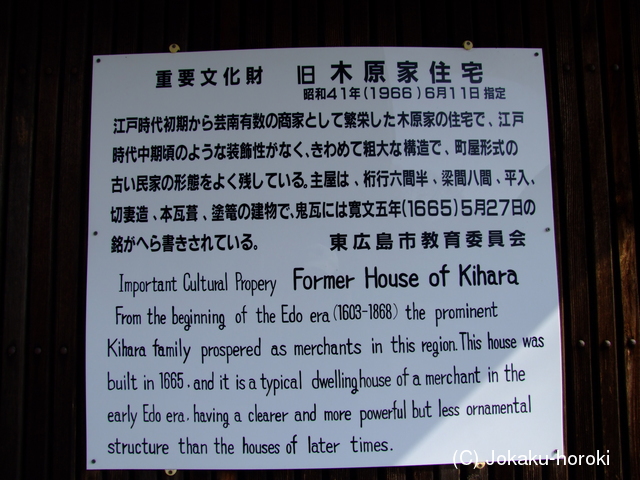 重要文化財 旧木原家住宅
昭和41年(1966)6月11日 指定
江戸時代初期から芸南有数の商家として繁栄した木原家の住宅で、江戸
時代中期頃のような装飾性がなく、きわめて粗大な構造で、町屋形式の
古い民家の形態をよく残している。主屋は、桁行六間半、梁間八間、平入、
切妻造、本瓦葺、塗篭の建物で、鬼瓦には寛文五年(1665)5月27日の
銘がへら書きされている。 東広島市教育委員会
Important Cultural Propery Former House of Kihara
From the beginning of the Edo era (1603-1868) the prominent
Kihara family prospered as merchants in this region. This house was
built in 1665, and it is a typical dwellinghouse of a merchant in the
early Edo era, having a clearer and more powerful but less ornamental
structure than the houses of later times.
(C) Jokaku-horoki